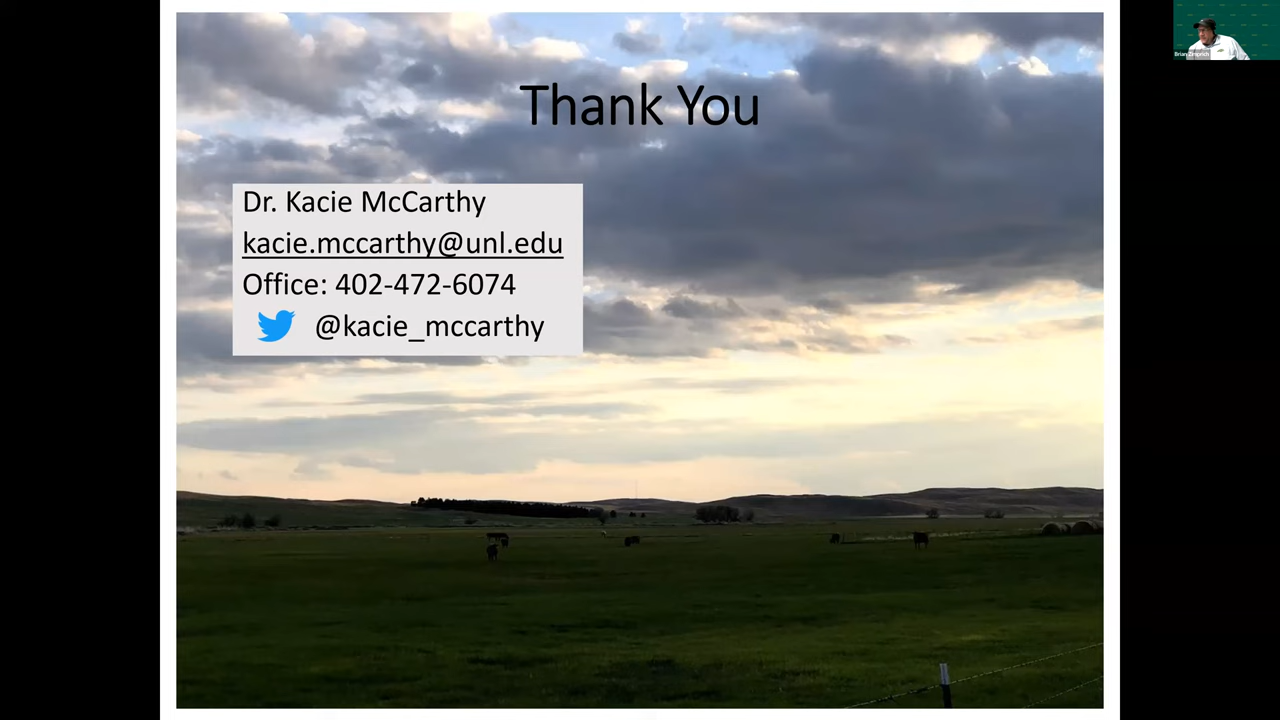 Thank You
Dr. Kacie McCarthy
kacie.mccarthy@unl.edu
Office: 402-472-6074
@kacie_mccarthy